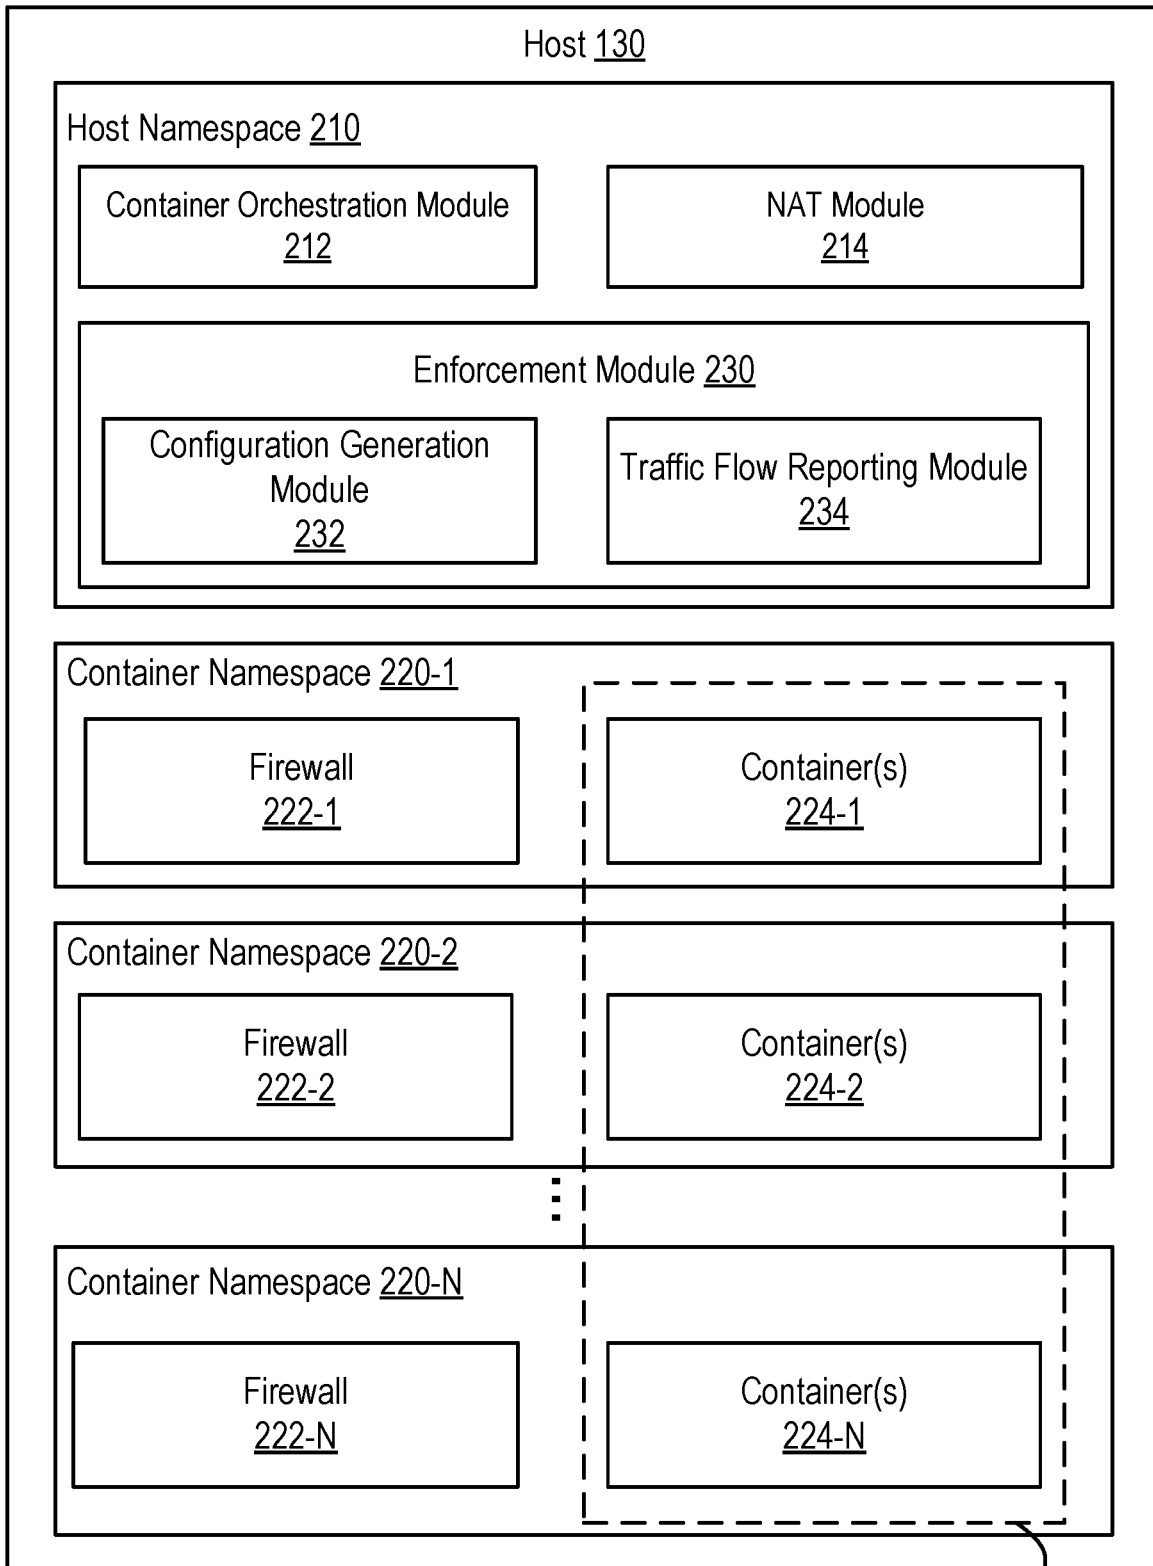 Host 130
Host Namespace 210
Container Orchestration Module
212
NAT Module
214
Enforcement Module 230
Configuration Generation
Module
232
Traffic Flow Reporting Module
234
Container Namespace 220-1
Firewall
222-1
Container(s)
224-1
Container Namespace 220-2
Firewall
222-2
Container(s)
224-2
Container Namespace 220-N
Firewall
222-N
Container(s)
224-N